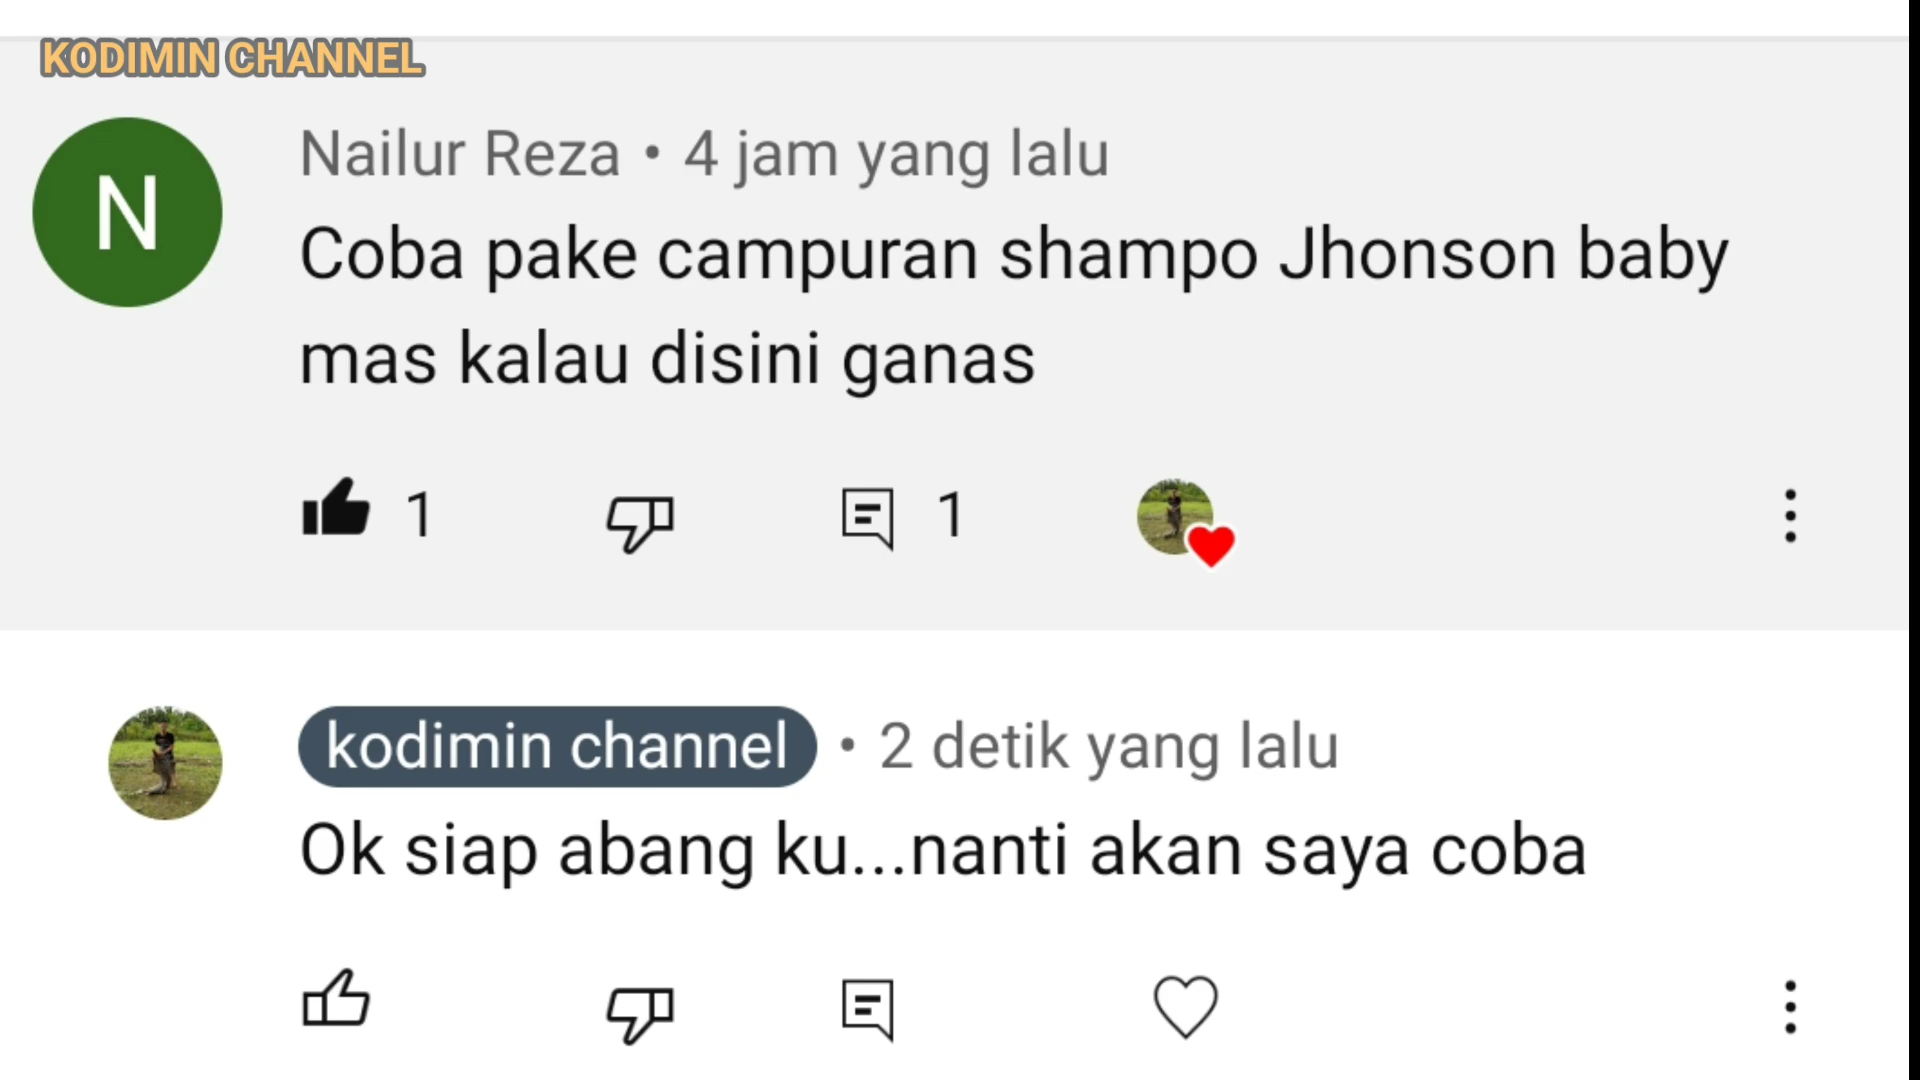 KODIMIN CHANNEL
N
Nailur Reza • 4 jam yang lalu
Coba pake campuran shampo Jhonson baby
mas kalau disini ganas
1
1
kodimin channel • 2 detik yang lalu
Ok siap abang ku...nanti akan saya coba